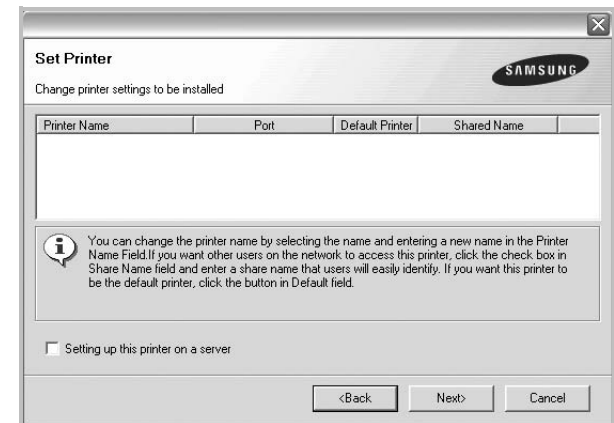 Set Printer
SAMSUNG
Change printer settings to be installed
Printer Name Port Default Printer Shared Name
You can change the printer name by selecting the name and entering a new name in the Printer
Name Field.If you want other users on the network to access this printer, click the check box in
Share Name field and enter a share name that users will easily identify. If you want this printer to
be the default printer, click the button in Default field.
Setting up this printer on a server
<Back Next> Cancel